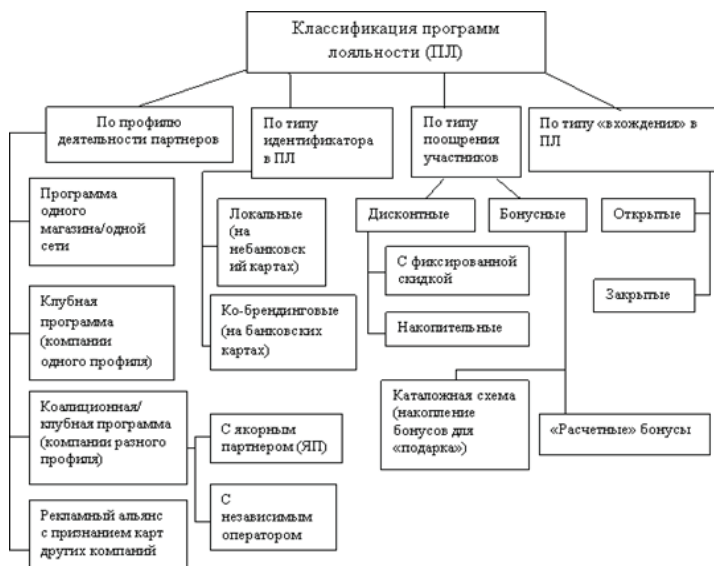 Классификация программ
лояльности (ПЛ)
По профилю
деятельности партнеров
По типу
идентификатора
в ПЛ
По типу
поощрения
участников
По типу «вхождения» в
ПЛ
Программа
одного
магазина/одной
сети
Клубная
программа
(компании
одного профиля)
Коалиционная/
клубная программа
(компании разного
профиля)
Рекламный альянс
с признанием карт
других компаний
С якорным
партнером (ЯП)
С
независимым
оператором
Локальные
(на
небанковск
ий картах)
Ко-брендинговые
(на банковских
картах)
Дисконтные
С фиксированной
скидкой
Накопительные
Бонусные
Каталожная схема
(накопление
бонусов для
«подарка»)
«Расчетные» бонусы
Открытые
Закрытые